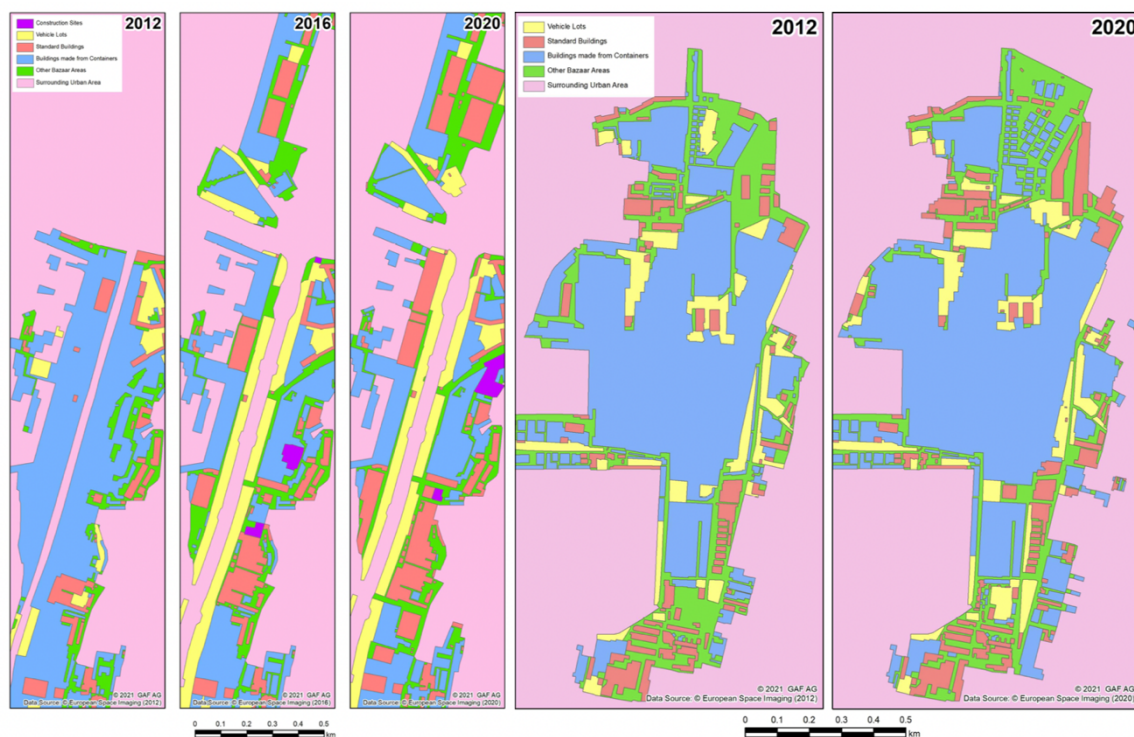 2012
Construction Sites
Vehicle Lots
Standard Buildings
Buildings made from Containers
Other Bazaar Areas
Surrounding Urban Area
© 2021 GAF AG
Data Source: © European Space Imaging (2012)
2016
© 2021 GAF AG
Data Source: © European Space Imaging (2016)
2020
© 2021 GAF AG
Data Source: © European Space Imaging (2020)
0 0.1 0.2 0.3 0.4 0.5
km
2012
Vehicle Lots
Standard Buildings
Buildings made from Containers
Other Bazaar Areas
Surrounding Urban Area
© 2021 GAF AG
Data Source: © European Space Imaging (2012)
2020
© 2021 GAF AG
Data Source: © European Space Imaging (2020)
0 0.1 0.2 0.3 0.4 0.5
km